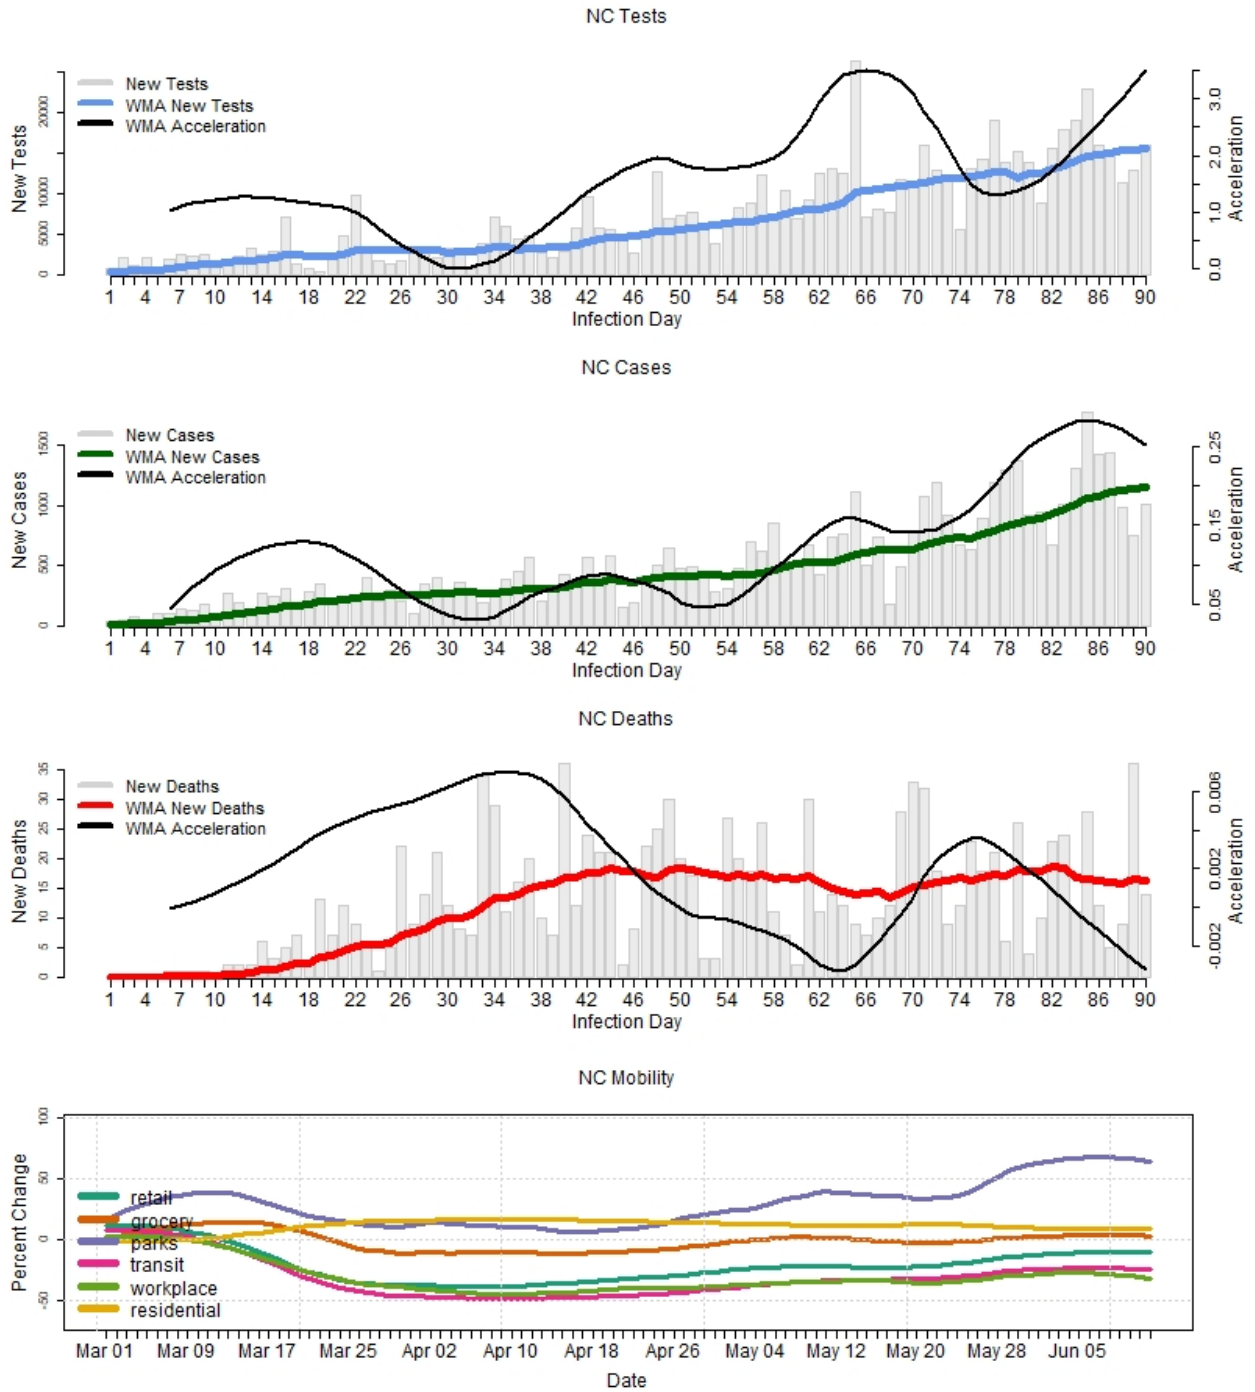 NC Tests
New Tests
WMA New Tests
WMA Acceleration
New Tests
0 5000 10000 20000
0.0 1.0 2.0 3.0
Acceleration
1 4 7 10 14 18 22 26 30 34 38 42 46 50 54 58 62 66 70 74 78 82 86 90
Infection Day
NC Cases
New Cases
WMA New Cases
WMA Acceleration
New Cases
0 500 1000 1500
0.05 0.15 0.25
Acceleration
1 4 7 10 14 18 22 26 30 34 38 42 46 50 54 58 62 66 70 74 78 82 86 90
Infection Day
NC Deaths
New Deaths
WMA New Deaths
WMA Acceleration
New Deaths
0 5 10 15 20 25 30 35
-0.002 0.002 0.006
Acceleration
1 4 7 10 14 18 22 26 30 34 38 42 46 50 54 58 62 66 70 74 78 82 86 90
Infection Day
NC Mobility
Percent Change
-50 0 50 100
retail
grocery
parks
transit
workplace
residential
Mar 01 Mar 09 Mar 17 Mar 25 Apr 02 Apr 10 Apr 18 Apr 26 May 04 May 12 May 20 May 28 Jun 05
Date